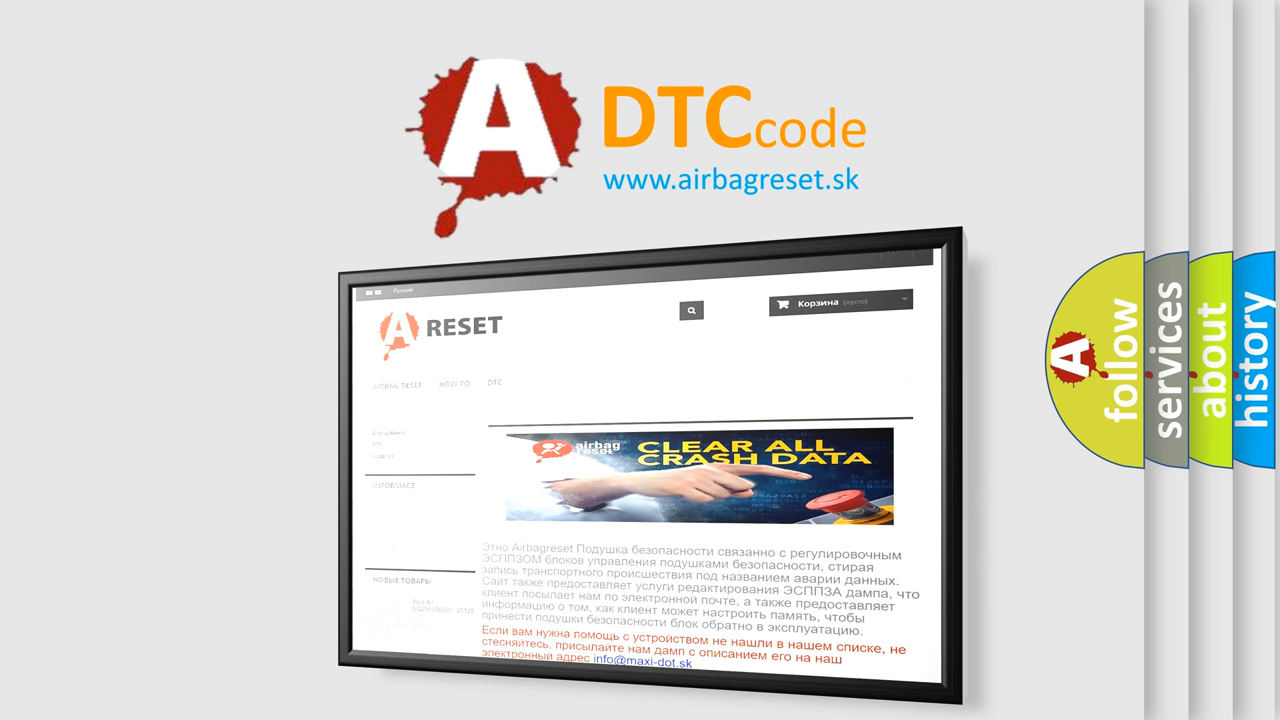 A DTC code
www.airbagreset.sk
Русский
A RESET
Корзина (пусто)
AIRBAG RESET HOW TO DTC
INFORMACE
airbag reset
CLEAR ALL
CRASH DATA
НОВЫЕ ТОВАРЫ
Этно Airbagreset Подушка безопасности связанно с регулировочным
ЭСППЗОМ блоков управления подушками безопасности, стирая
запись транспортного происшествия под названием аварии данных.
Сайт также предоставляет услуги редактирования ЭСППЗА дампа, что
клиент посылает нам по электронной почте, а также предоставляет
информацию о том, как клиент может настроить память, чтобы
принести подушки безопасности блок обратно в эксплуатацию.
Если вам нужна помощь с устройством не нашли в нашем списке, не
стесняйтесь, присылайте нам дамп с описанием его на наш
электронный адрес info@maxi-dot.sk
A follow
services
about
history